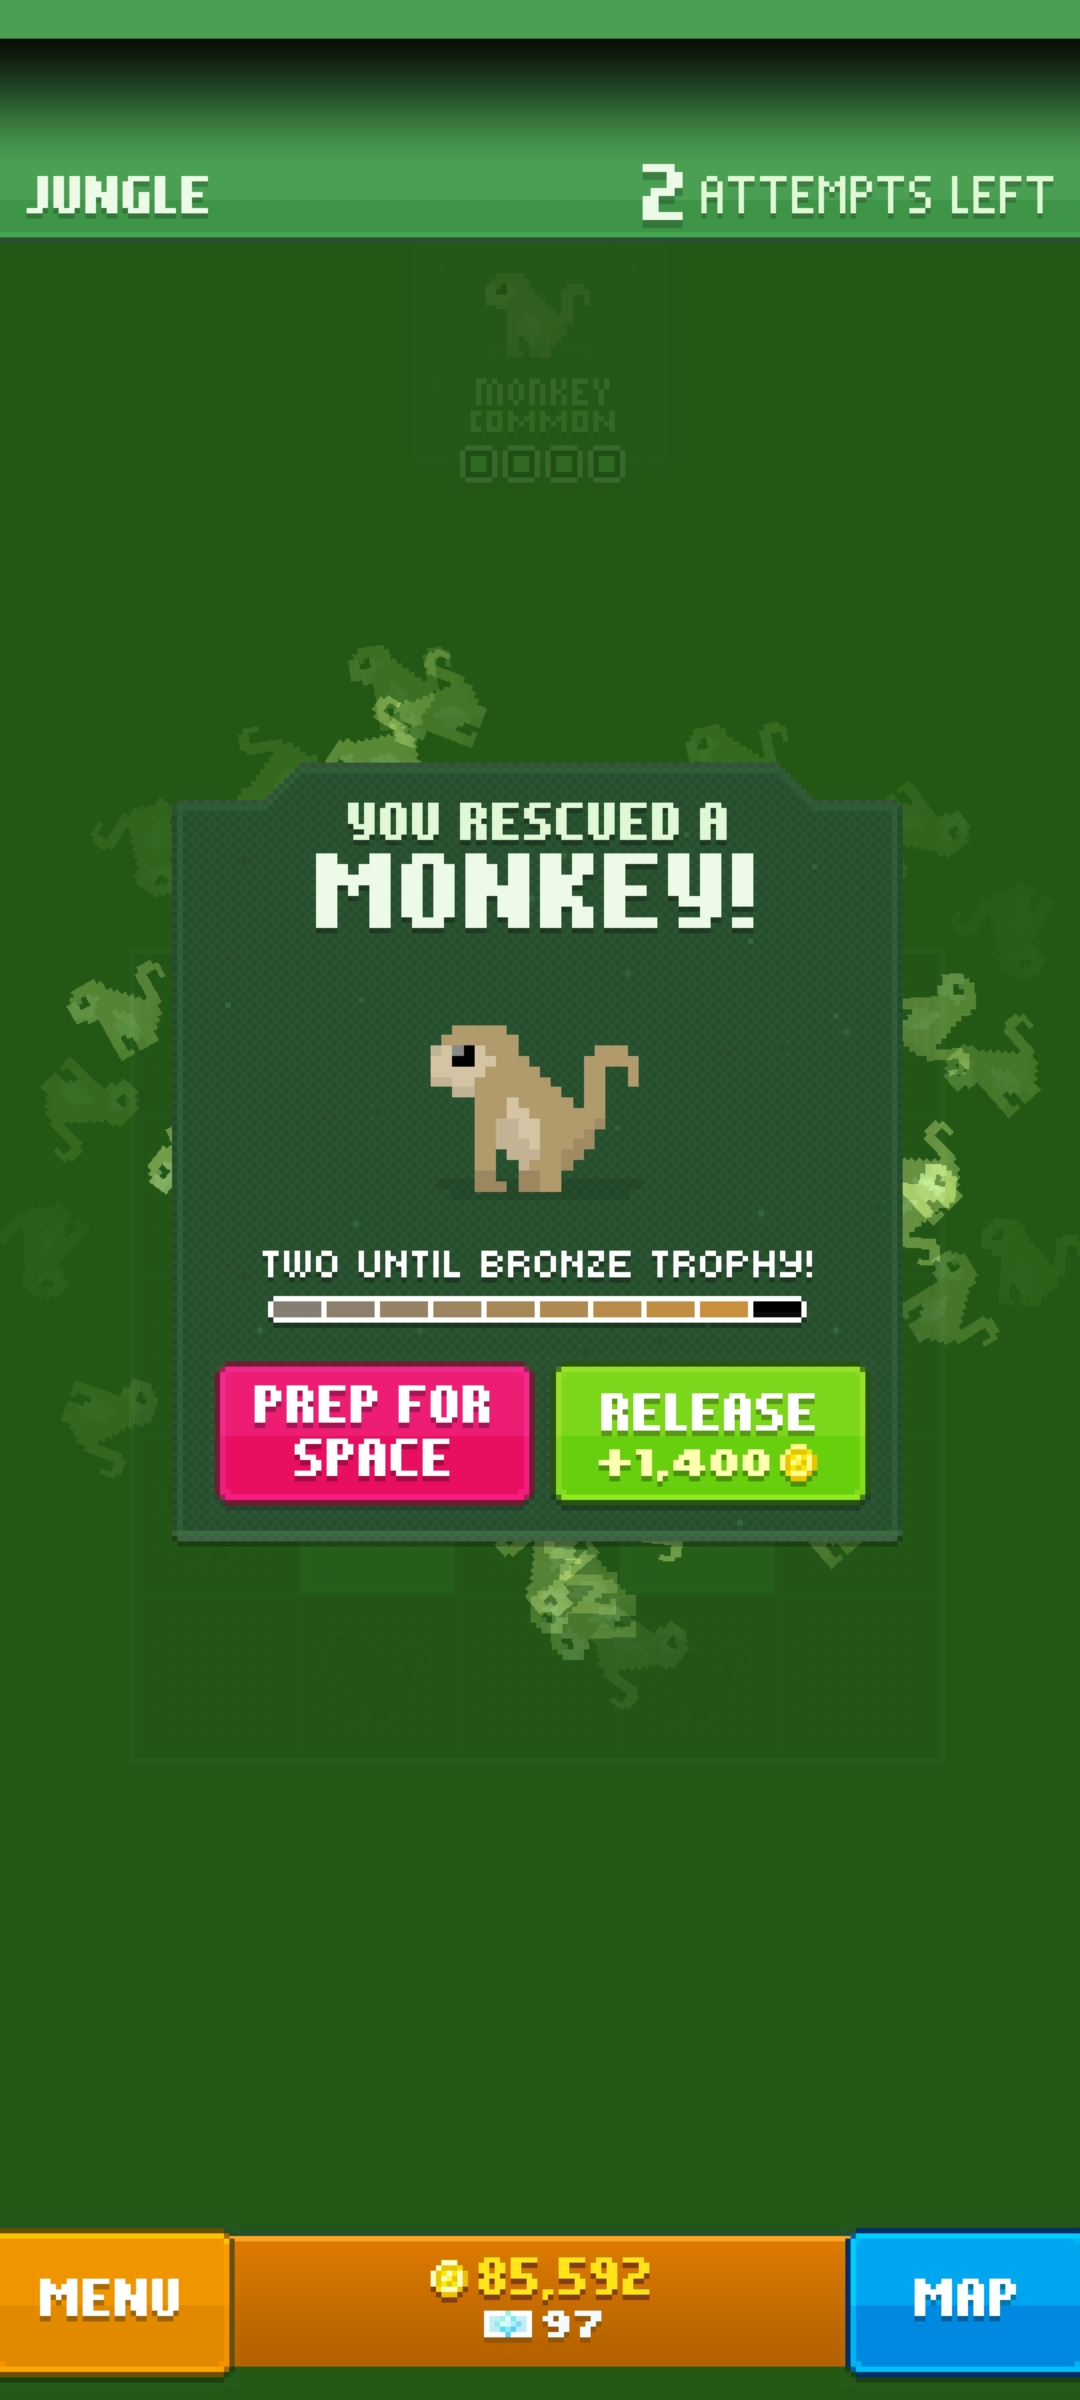 JUNGLE
2 ATTEMPTS LEFT
MONKEY
COMMON
YOU RESCUED A
MONKEY!
TWO UNTIL BRONZE TROPHY!
PREP FOR
SPACE
RELEASE
+1,400
MENU
85,592
97
MAP